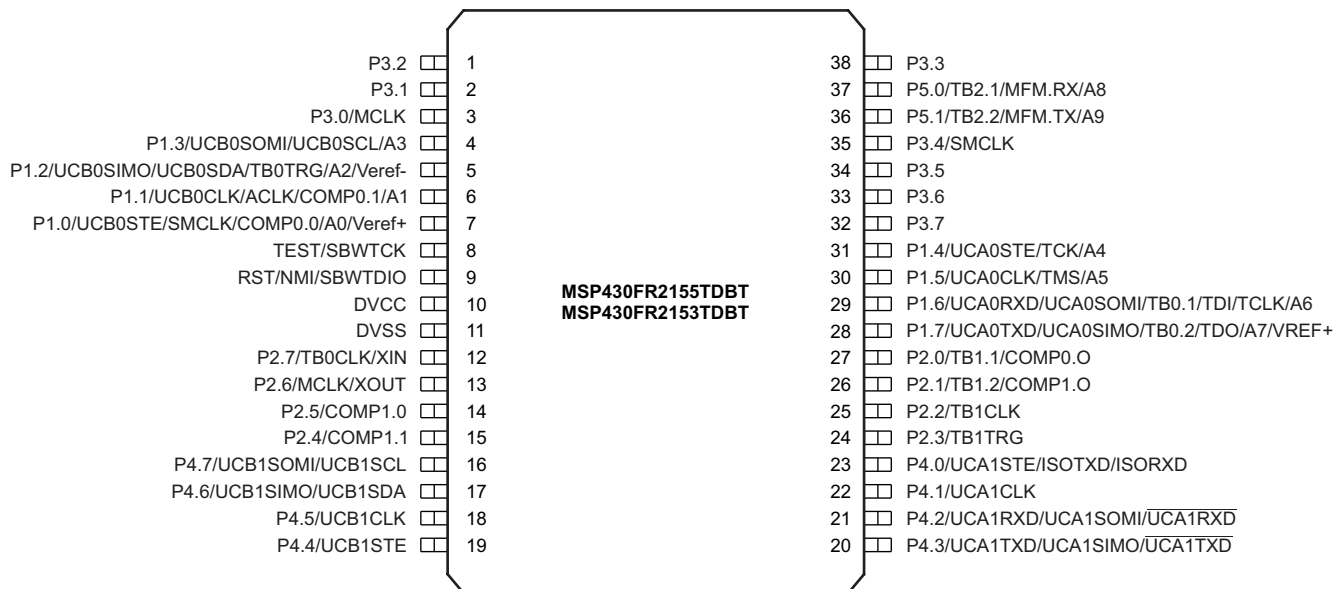 P3.2 1 38 P3.3
P3.1 2 37 P5.0/TB2.1/MFM.RX/A8
P3.0/MCLK 3 36 P5.1/TB2.2/MFM.TX/A9
P1.3/UCB0SOMI/UCB0SCL/A3 4 35 P3.4/SMCLK
P1.2/UCB0SIMO/UCB0SDA/TB0TRG/A2/Veref- 5 34 P3.5
P1.1/UCB0CLK/ACLK/COMP0.1/A1 6 33 P3.6
P1.0/UCB0STE/SMCLK/COMP0.0/A0/Veref+ 7 32 P3.7
TEST/SBWTCK 8 31 P1.4/UCA0STE/TCK/A4
RST/NMI/SBWTDIO 9 30 P1.5/UCA0CLK/TMS/A5
MSP430FR2155TDBT
DVCC 10 29 P1.6/UCA0RXD/UCA0SOMI/TB0.1/TDI/TCLK/A6
MSP430FR2153TDBT
DVSS 11 28 P1.7/UCA0TXD/UCA0SIMO/TB0.2/TDO/A7/VREF+
P2.7/TB0CLK/XIN 12 27 P2.0/TB1.1/COMP0.O
P2.6/MCLK/XOUT 13 26 P2.1/TB1.2/COMP1.O
P2.5/COMP1.0 14 25 P2.2/TB1CLK
P2.4/COMP1.1 15 24 P2.3/TB1TRG
P4.7/UCB1SOMI/UCB1SCL 16 23 P4.0/UCA1STE/ISOTXD/ISORXD
P4.6/UCB1SIMO/UCB1SDA 17 22 P4.1/UCA1CLK
P4.5/UCB1CLK 18 21 P4.2/UCA1RXD/UCA1SOMI/UCA1RXD
P4.4/UCB1STE 19 20 P4.3/UCA1TXD/UCA1SIMO/UCA1TXD